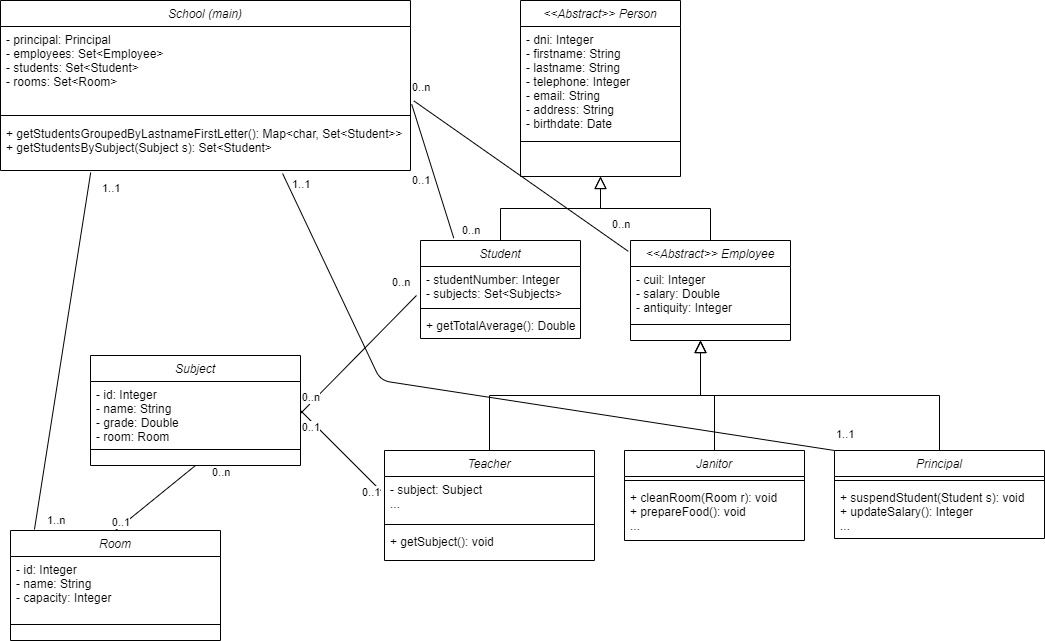 School (main)
- principal: Principal
- employees: Set<Employee>
- students: Set<Student>
- rooms: Set<Room>
+ getStudentsGroupedByLastnameFirstLetter(): Map<char, Set<Student>>
+ getStudentsBySubject(Subject s): Set<Student>
<<Abstract>> Person
- dni: Integer
- firstname: String
- lastname: String
- telephone: Integer
- email: String
- address: String
- birthdate: Date
0..n
0..1
1..1
1..1
0..n
0..n
Student
- studentNumber: Integer
- subjects: Set<Subjects>
+ getTotalAverage(): Double
<<Abstract>> Employee
- cuil: Integer
- salary: Double
- antiquity: Integer
0..n
Subject
- id: Integer
- name: String
- grade: Double
- room: Room
0..n
0..1
0..n
0..1
1..1
Teacher
- subject: Subject
...
+ getSubject(): void
Janitor
+ cleanRoom(Room r): void
+ prepareFood(): void
...
Principal
+ suspendStudent(Student s): void
+ updateSalary(): Integer
...
1..n
0..1
Room
- id: Integer
- name: String
- capacity: Integer